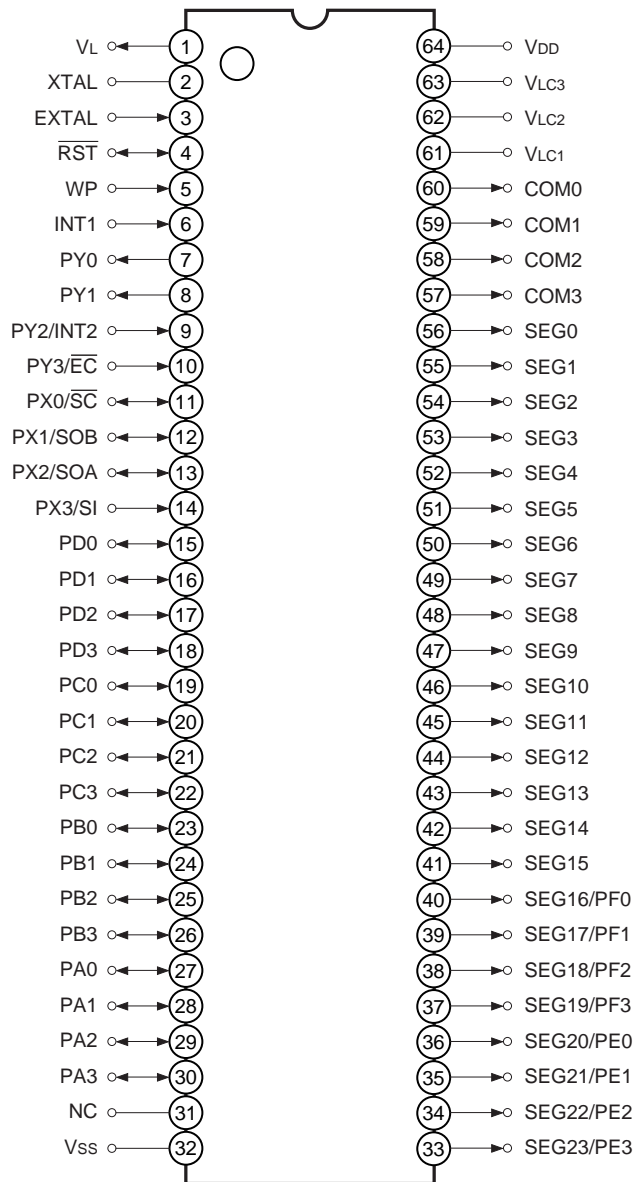 VL 1 64 VDD
XTAL 2 63 VLC3
EXTAL 3 62 VLC2
RST 4 61 VLC1
WP 5 60 COM0
INT1 6 59 COM1
PY0 7 58 COM2
PY1 8 57 COM3
PY2/INT2 9 56 SEG0
PY3/EC 10 55 SEG1
PX0/SC 11 54 SEG2
PX1/SOB 12 53 SEG3
PX2/SOA 13 52 SEG4
PX3/SI 14 51 SEG5
PD0 15 50 SEG6
PD1 16 49 SEG7
PD2 17 48 SEG8
PD3 18 47 SEG9
PC0 19 46 SEG10
PC1 20 45 SEG11
PC2 21 44 SEG12
PC3 22 43 SEG13
PB0 23 42 SEG14
PB1 24 41 SEG15
PB2 25 40 SEG16/PF0
PB3 26 39 SEG17/PF1
PA0 27 38 SEG18/PF2
PA1 28 37 SEG19/PF3
PA2 29 36 SEG20/PE0
PA3 30 35 SEG21/PE1
NC 31 34 SEG22/PE2
VSS 32 33 SEG23/PE3